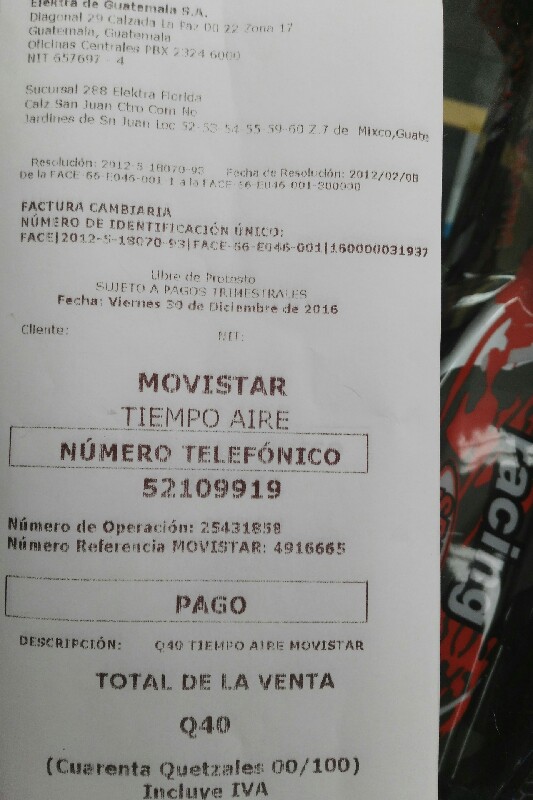 Elektra de Guatemala S.A.
Diagonal 29 Calzada La Paz 00 22 Zona 17
Guatemala, Guatemala
Oficinas Centrales PBX 2324 6000
NIT 657697 - 4
Sucursal 288 Elektra Florida
Calz San Juan Ctro Com No
Jardines de Sn Juan Loc 52-53-54-55-59-60 Z.7 de Mixco,Guate
Resolución: 2012-5-18070-93 Fecha de Resolución: 2012/02/08
De la FACE-66-E046-001 1 a la FACE-66-E046-001-200000
FACTURA CAMBIARIA
NÚMERO DE IDENTIFICACIÓN ÚNICO:
FACE|2012-5-18070-93|FACE-66-E046-001|160000031937
Libre de Protesto
SUJETO A PAGOS TRIMESTRALES
Fecha: Viernes 30 de Diciembre de 2016
Cliente: NIT:
MOVISTAR
TIEMPO AIRE
NÚMERO TELEFÓNICO
52109919
Número de Operación: 25431858
Número Referencia MOVISTAR: 4916665
PAGO
DESCRIPCIÓN: Q40 TIEMPO AIRE MOVISTAR
TOTAL DE LA VENTA
Q40
(Cuarenta Quetzales 00/100)
Incluye IVA
racing